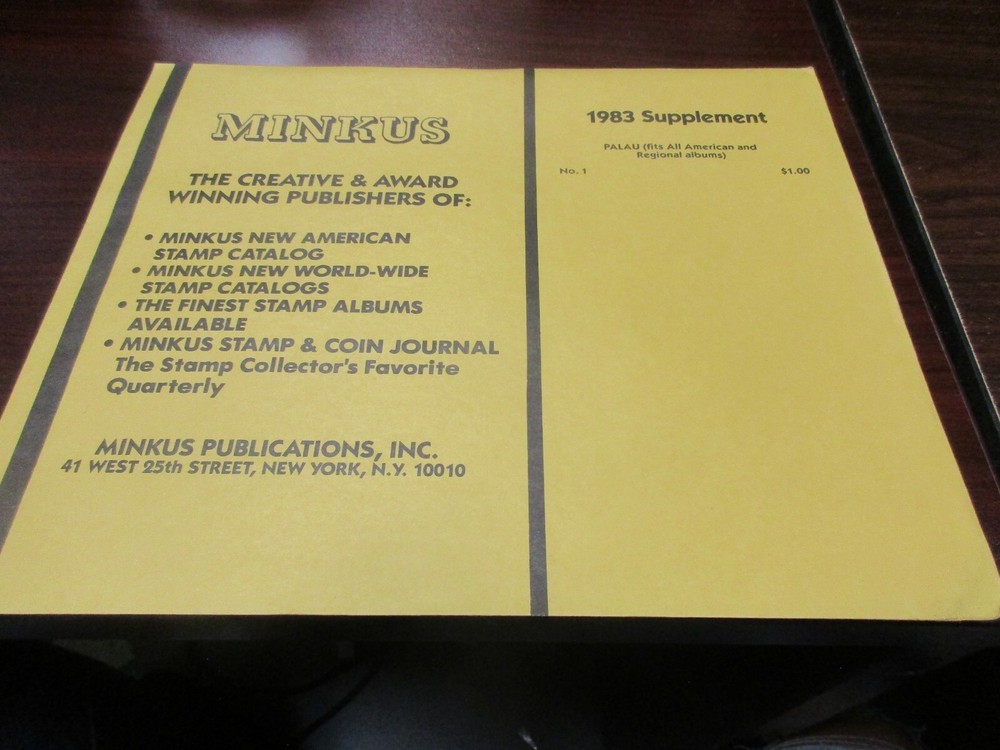 MINKUS
THE CREATIVE & AWARD
WINNING PUBLISHERS OF:
• MINKUS NEW AMERICAN
STAMP CATALOG
• MINKUS NEW WORLD-WIDE
STAMP CATALOGS
• THE FINEST STAMP ALBUMS
AVAILABLE
• MINKUS STAMP & COIN JOURNAL
The Stamp Collector's Favorite
Quarterly
MINKUS PUBLICATIONS, INC.
41 WEST 25th STREET, NEW YORK, N.Y. 10010
1983 Supplement
PALAU (fits All American and
Regional albums)
No. 1 $1.00